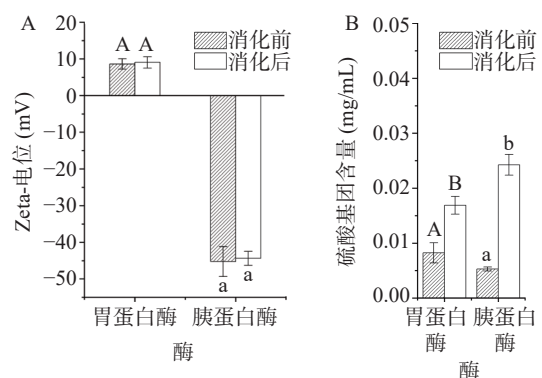 A
消化前
消化后
Zeta-电位 (mV)
20
10
0
−10
−20
−30
−40
−50
A A
a a
胃蛋白酶 胰蛋白酶
酶
B
消化前
消化后
硫酸基团含量 (mg/mL)
0.05
0.04
0.03
0.02
0.01
0.00
A
B
a
b
胃蛋白
酶
胰蛋白
酶
酶